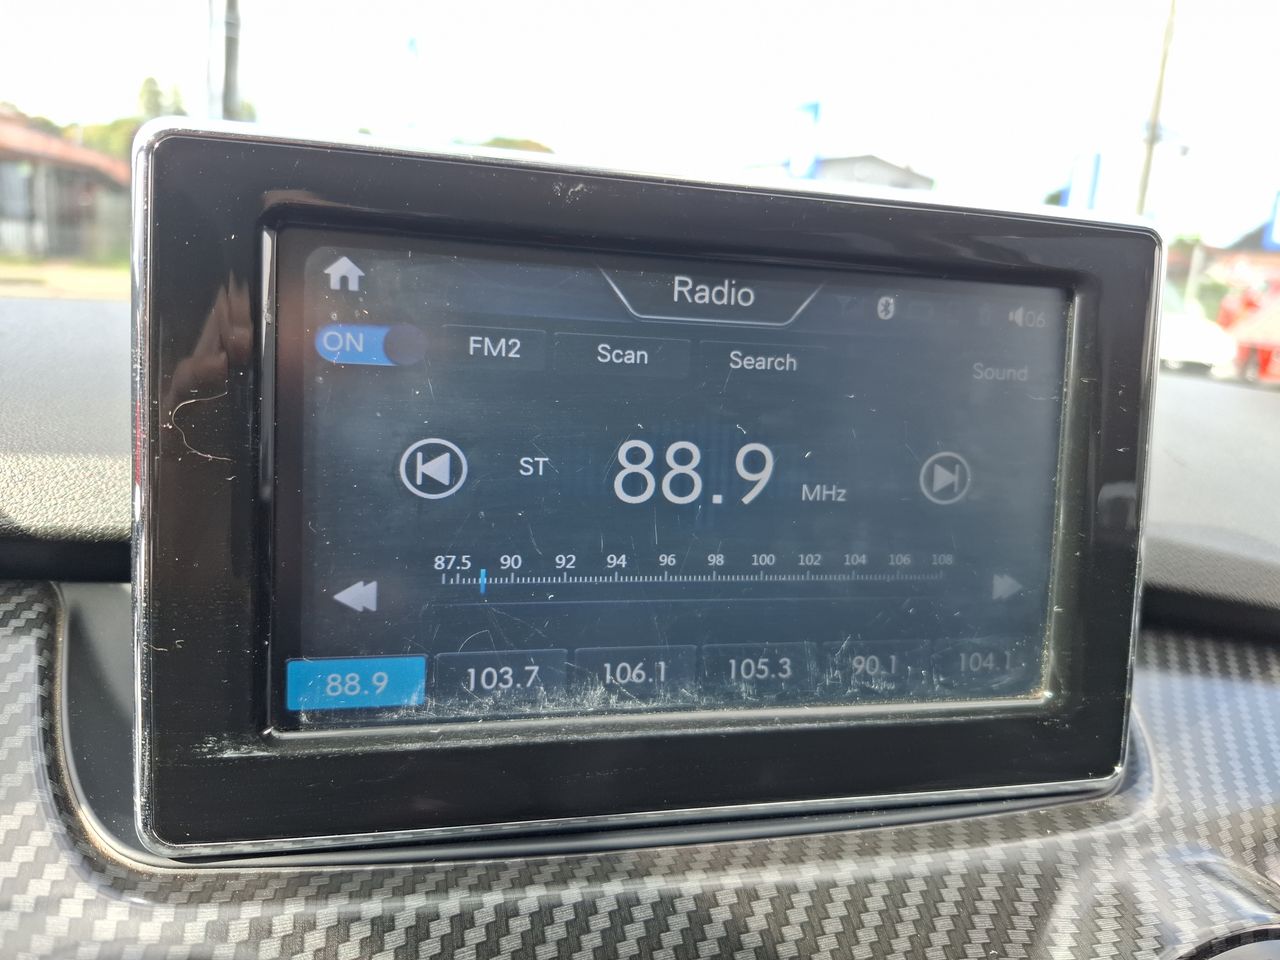 Radio
06
ON FM2 Scan Search Sound
ST 88.9 MHz
87.5 90 92 94 96 98 100 102 104 106 108
88.9 103.7 106.1 105.3 90.1 104.1